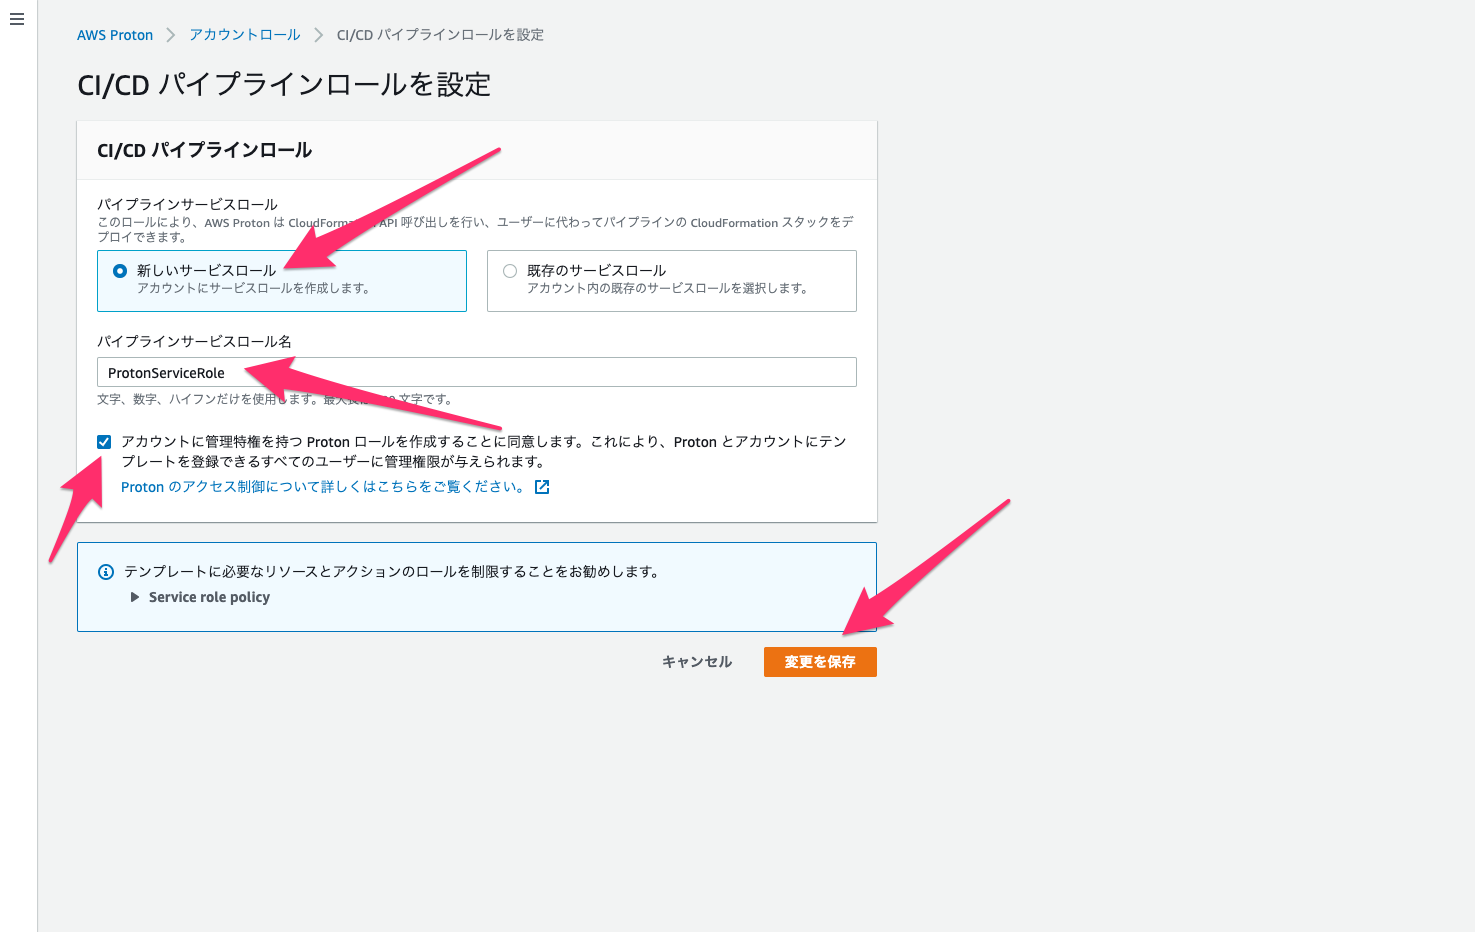 AWS Proton アカウントロール CI/CD パイプラインロールを設定
CI/CD パイプラインロールを設定
CI/CD パイプラインロール
パイプラインサービスロール
このロールにより、AWS Proton は API 呼び出しを行い、ユーザーに代わってパイプラインの CloudFormation スタックをデ
プロイできます。
新しいサービスロール
アカウントにサービスロールを作成します。
既存のサービスロール
アカウント内の既存のサービスロールを選択します。
パイプラインサービスロール名
ProtonServiceRole
文字、数字、ハイフンだけを使用します。 文字です。
アカウントに管理特権を持つ Proton ロールを作成することに同意します。これにより、Proton とアカウントにテン
プレートを登録できるすべてのユーザーに管理権限が与えられます。
Proton のアクセス制御について詳しくはこちらをご覧ください。
テンプレートに必要なリソースとアクションのロールを制限することをお勧めします。
Service role policy
キャンセル
変更を保存